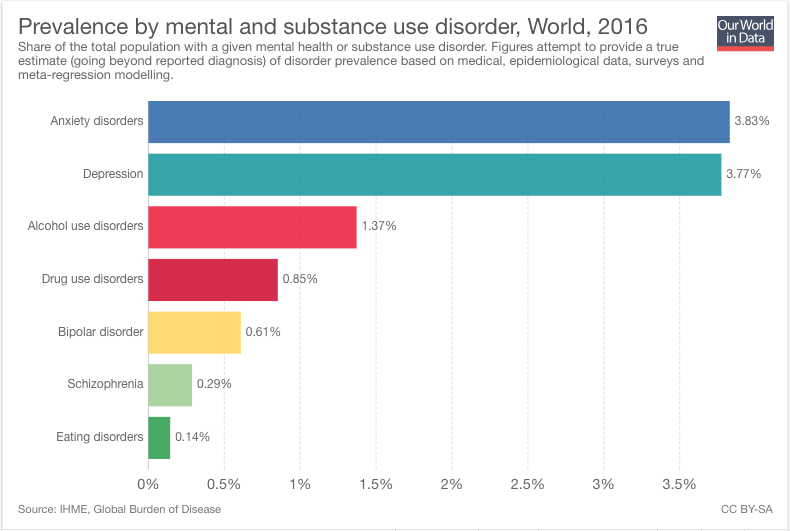 Prevalence by mental and substance use disorder, World, 2016
Our World
in Data
Share of the total population with a given mental health or substance use disorder. Figures attempt to provide a true
estimate (going beyond reported diagnosis) of disorder prevalence based on medical, epidemiological data, surveys and
meta-regression modelling.
Anxiety disorders 3.83%
Depression 3.77%
Alcohol use disorders 1.37%
Drug use disorders 0.85%
Bipolar disorder 0.61%
Schizophrenia 0.29%
Eating disorders 0.14%
0% 0.5% 1% 1.5% 2% 2.5% 3% 3.5%
Source: IHME, Global Burden of Disease CC BY-SA